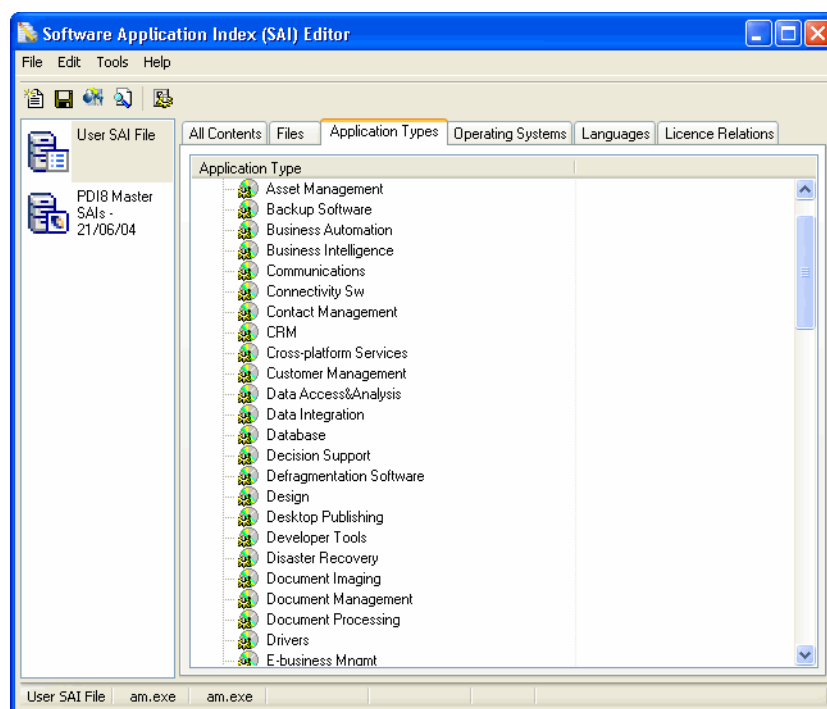 Software Application Index (SAI) Editor
File Edit Tools Help
User SAI File
PDI8 Master
SAIs -
21/06/04
All Contents Files Application Types Operating Systems Languages Licence Relations
Application Type
Asset Management
Backup Software
Business Automation
Business Intelligence
Communications
Connectivity Sw
Contact Management
CRM
Cross-platform Services
Customer Management
Data Access&Analysis
Data Integration
Database
Decision Support
Defragmentation Software
Design
Desktop Publishing
Developer Tools
Disaster Recovery
Document Imaging
Document Management
Document Processing
Drivers
E-business Mngmt
User SAI File am.exe am.exe